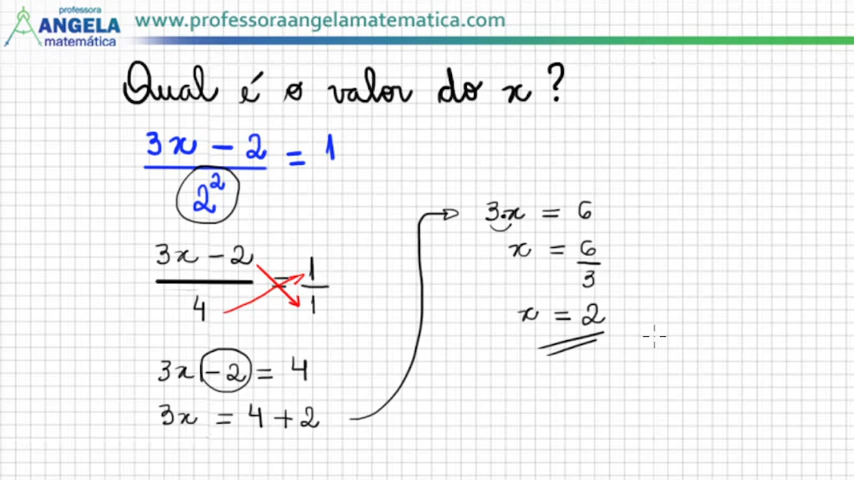 professora
ANGELA
matemática
www.professoraangelamatematica.com
Qual é o valor do x ?
3x - 2
= 1
2²
3x - 2
= 1
4
1
3x - 2 = 4
3x = 4 + 2
3.x = 6
x = 6
3
x = 2